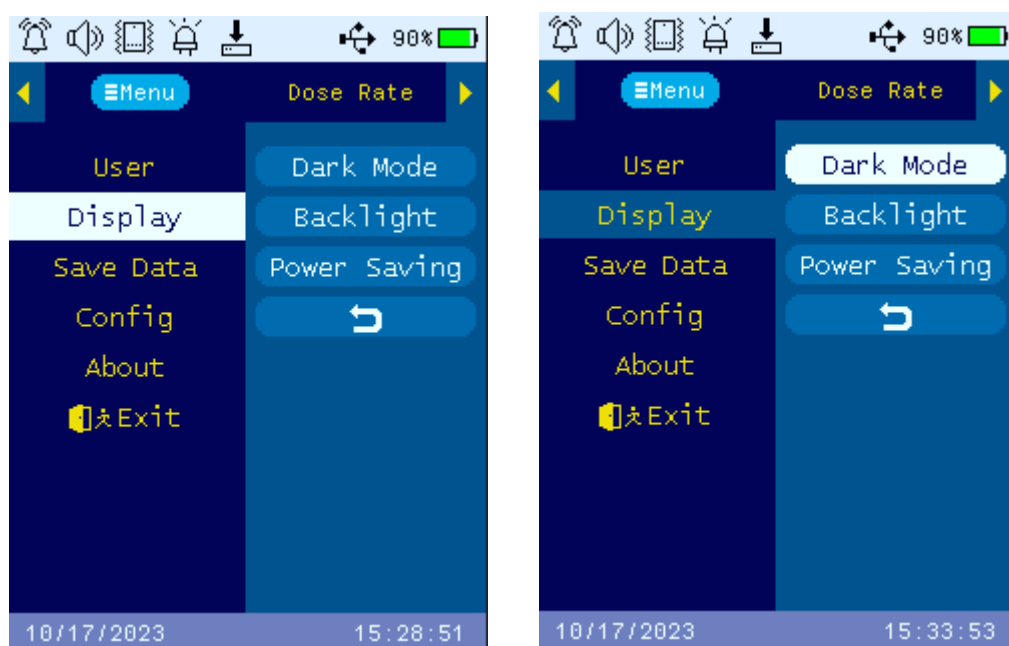 90%
≡Menu Dose Rate
User Dark Mode
Display Backlight
Save Data Power Saving
Config
About
Exit
10/17/2023 15:28:51
90%
≡Menu Dose Rate
User Dark Mode
Display Backlight
Save Data Power Saving
Config
About
Exit
10/17/2023 15:33:53